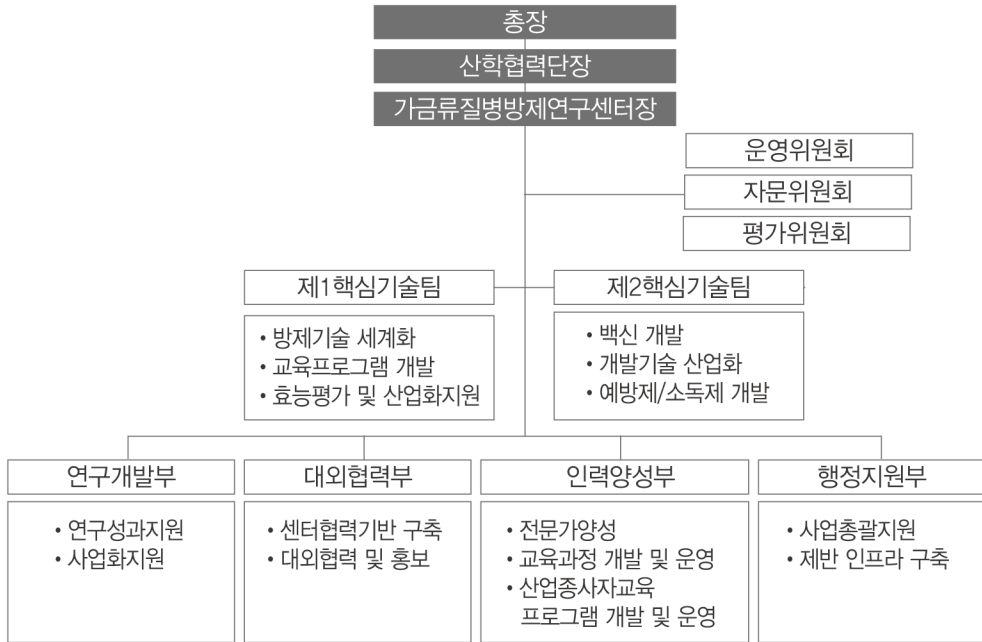 총장
산학협력단장
가금류질병방제연구센터장
운영위원회
자문위원회
평가위원회
제1핵심기술팀
• 방제기술 세계화
• 교육프로그램 개발
• 효능평가 및 산업화지원
제2핵심기술팀
• 백신 개발
• 개발기술 산업화
• 예방제/소독제 개발
연구개발부
• 연구성과지원
• 사업화지원
대외협력부
• 센터협력기반 구축
• 대외협력 및 홍보
인력양성부
• 전문가양성
• 교육과정 개발 및 운영
• 산업종사자교육
프로그램 개발 및 운영
행정지원부
• 사업총괄지원
• 제반 인프라 구축